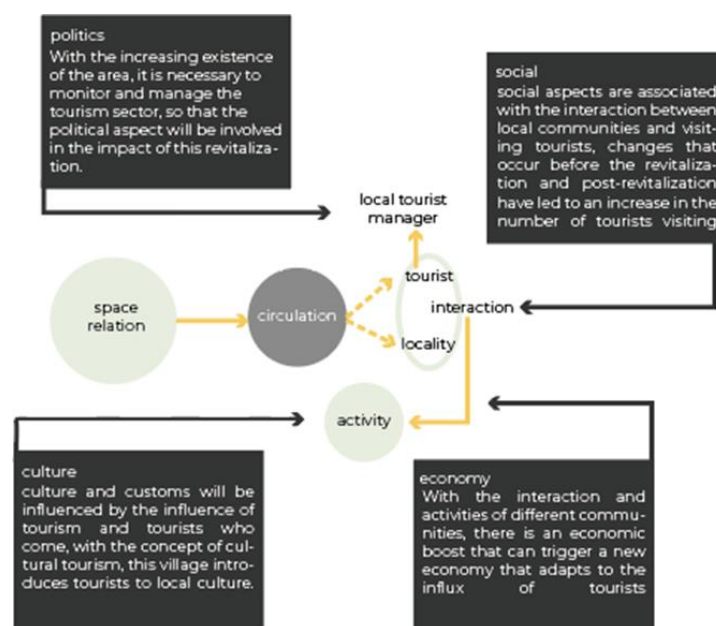 politics
With the increasing existence
of the area, it is necessary to
monitor and manage the
tourism sector, so that the
political aspect will be involved
in the impact of this revitaliza-
tion.
social
social aspects are associated
with the interaction between
local communities and visit-
ing tourists, changes that
occur before the revitaliza-
tion and post-revitalization
have led to an increase in the
number of tourists visiting
local tourist
manager
space
relation
circulation
tourist
interaction
locality
activity
culture
culture and customs will be
influenced by the influence of
tourism and tourists who
come, with the concept of cul-
tural tourism, this village intro-
duces tourists to local culture.
economy
With the interaction and
activities of different commu-
nities, there is an economic
boost that can trigger a new
economy that adapts to the
influx of tourists